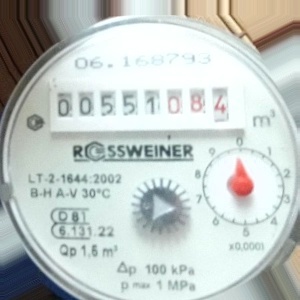 06.168793
00551084
m³
ROSSWEINER
LT-2-1644:2002
B-H A-V 30°C
D 81
6.131.22
Qp 1,5 m³
Δp 100 kPa
p max 1 MPa
0
1
2
3
4
5
6
7
8
9
x0,0001